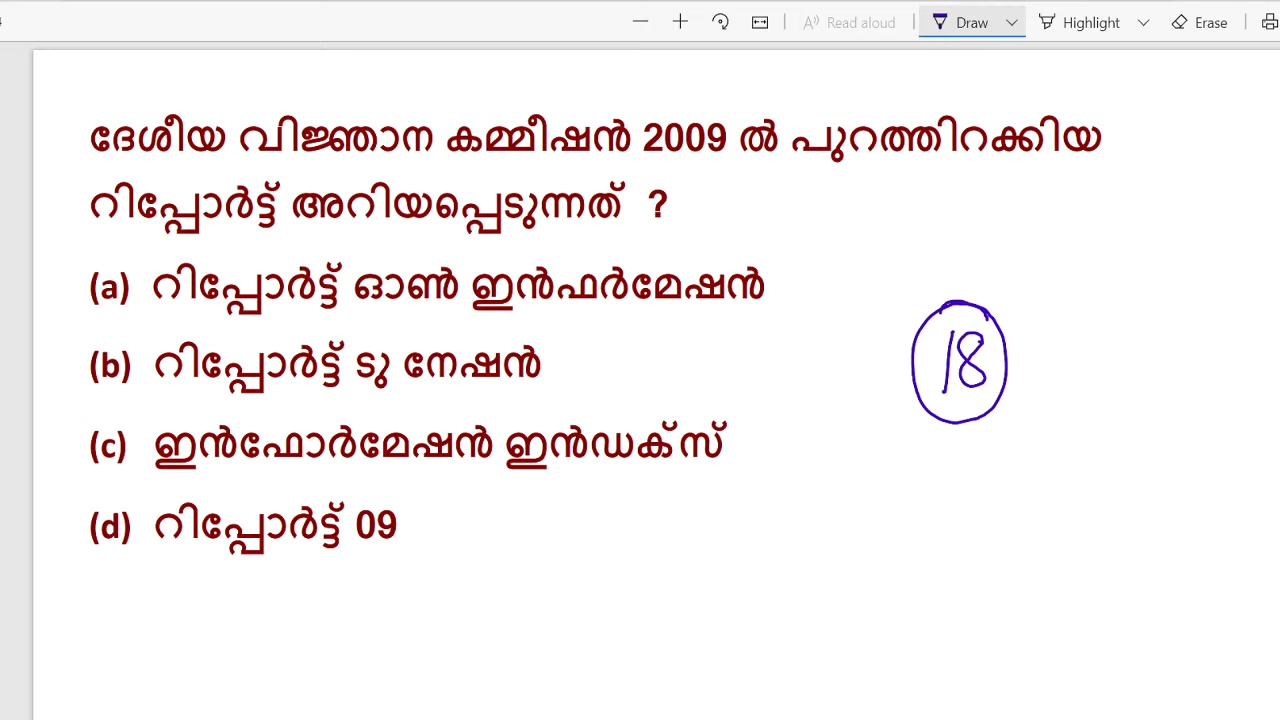 Read aloud Draw Highlight Erase
ദേശീയ വിജ്ഞാന കമ്മീഷൻ 2009 ൽ പുറത്തിറക്കിയ
റിപ്പോർട്ട് അറിയപ്പെടുന്നത് ?
(a) റിപ്പോർട്ട് ഓൺ ഇൻഫർമേഷൻ
18
(b) റിപ്പോർട്ട് ടു നേഷൻ
(c) ഇൻഫോർമേഷൻ ഇൻഡക്സ്
(d) റിപ്പോർട്ട് 09